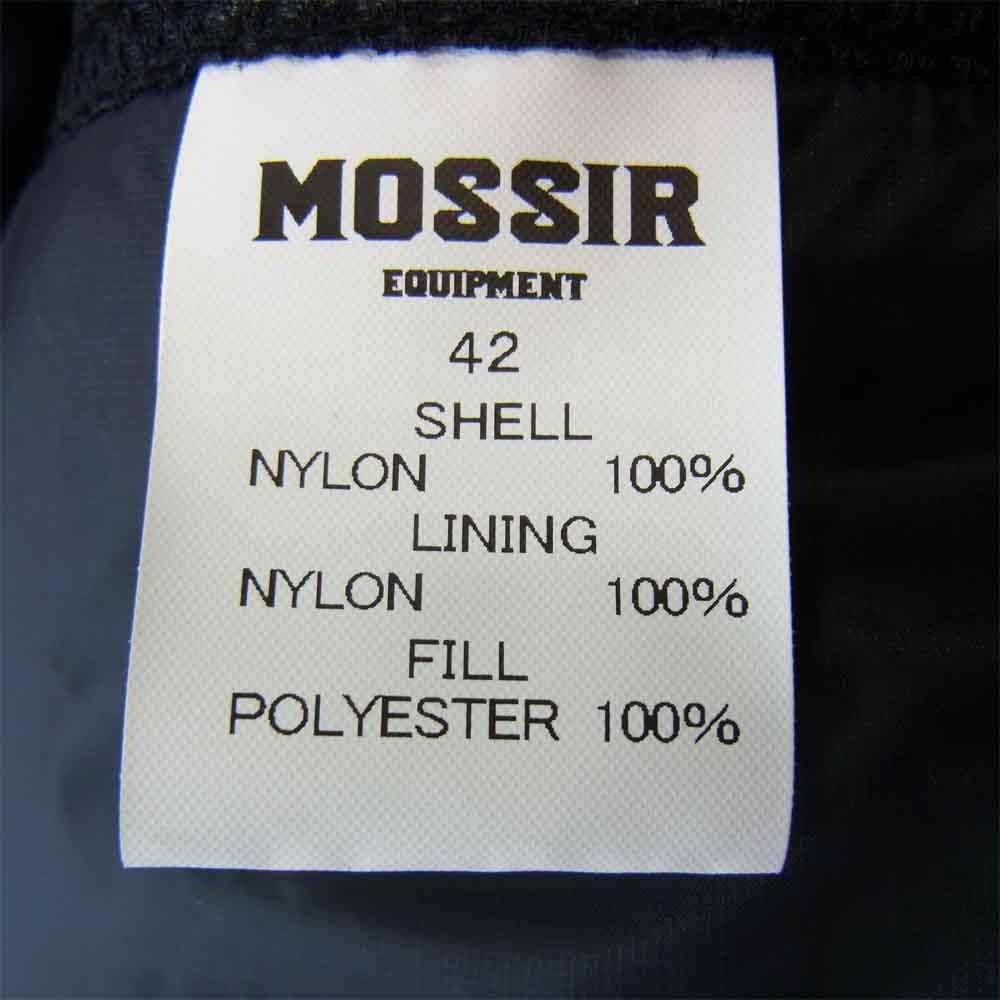 MOSSIR
EQUIPMENT
42
SHELL
NYLON 100%
LINING
NYLON 100%
FILL
POLYESTER 100%